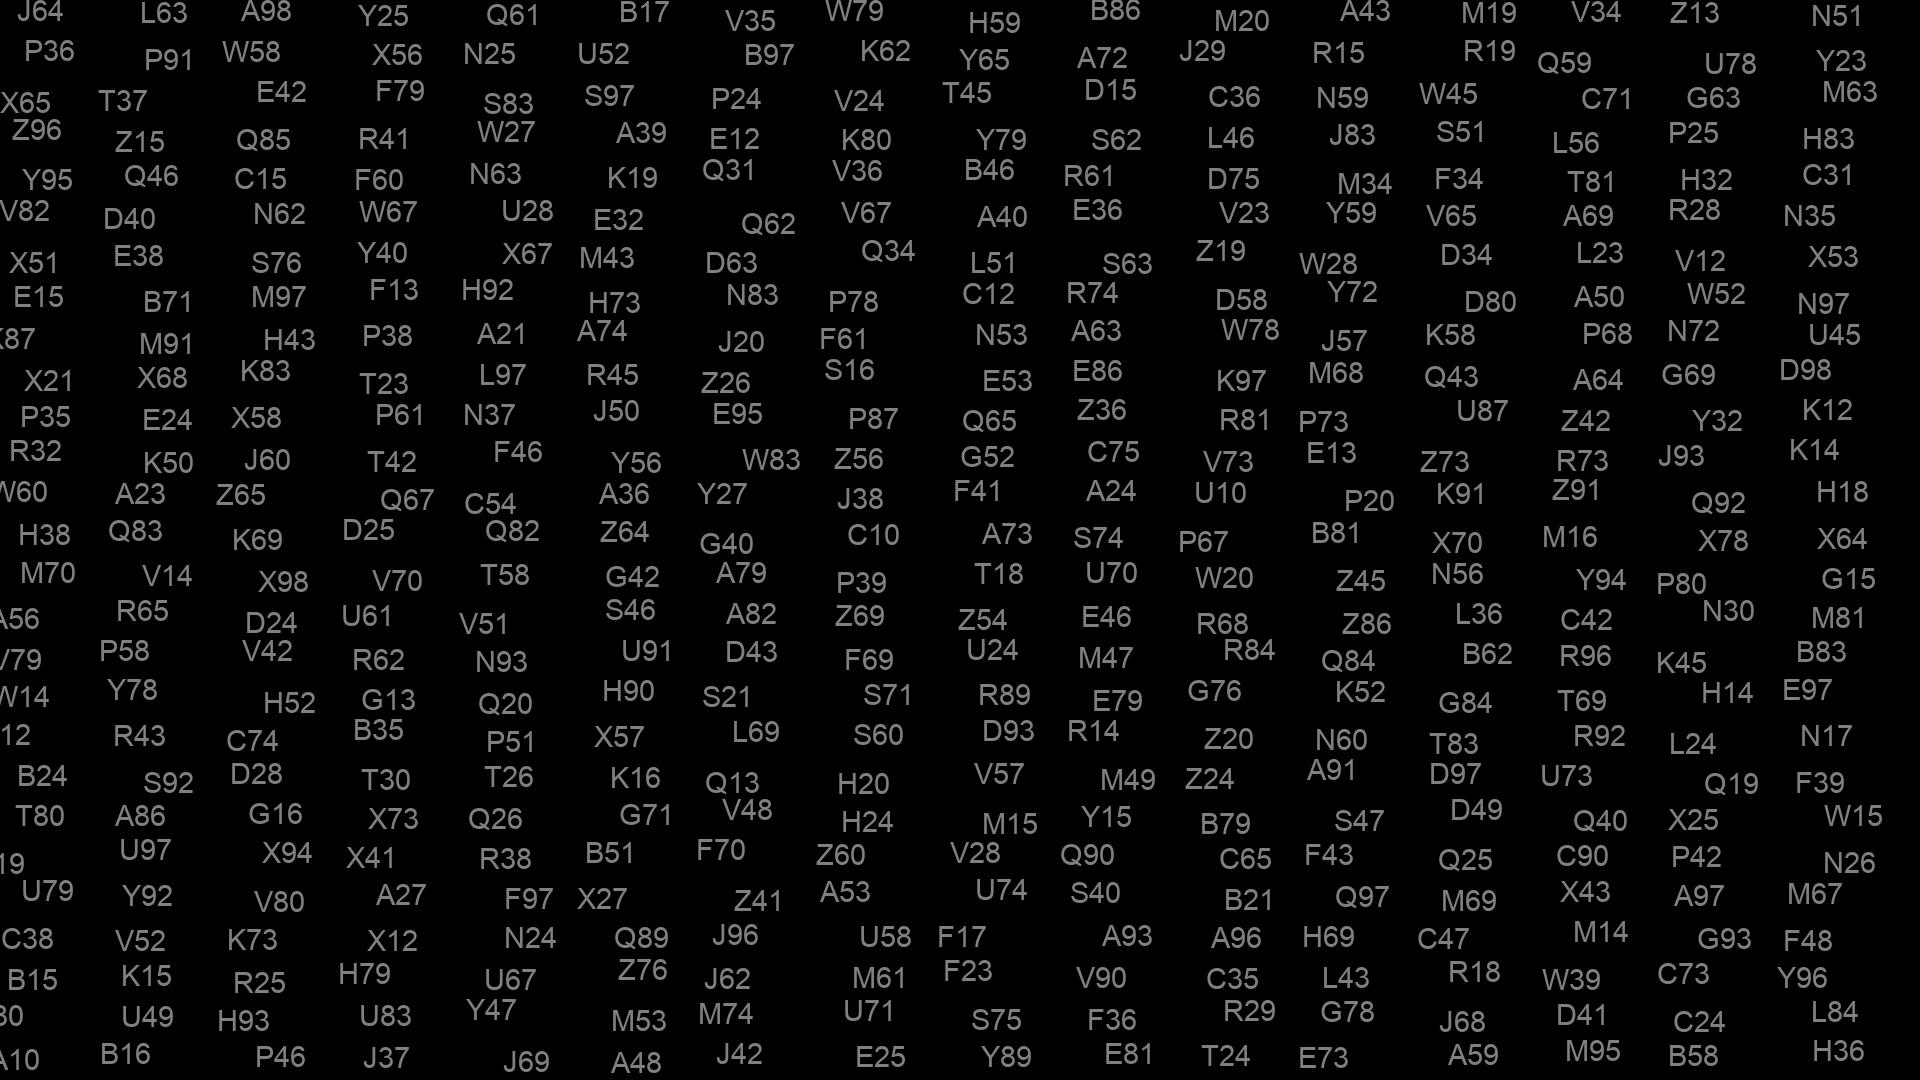 J64 L63 A98 Y25 Q61 B17 V35 W79 H59 B86 M20 A43 M19 V34 Z13 N51
P36 P91 W58 X56 N25 U52 B97 K62 Y65 A72 J29 R15 R19 Q59 U78 Y23
X65 T37 E42 F79 S83 S97 P24 V24 T45 D15 C36 N59 W45 C71 G63 M63
Z96 Z15 Q85 R41 W27 A39 E12 K80 Y79 S62 L46 J83 S51 L56 P25 H83
Y95 Q46 C15 F60 N63 K19 Q31 V36 B46 R61 D75 M34 F34 T81 H32 C31
V82 D40 N62 W67 U28 E32 Q62 V67 A40 E36 V23 Y59 V65 A69 R28 N35
X51 E38 S76 Y40 X67 M43 D63 Q34 L51 S63 Z19 W28 D34 L23 V12 X53
E15 B71 M97 F13 H92 H73 N83 P78 C12 R74 D58 Y72 D80 A50 W52 N97
K87 M91 H43 P38 A21 A74 J20 F61 N53 A63 W78 J57 K58 P68 N72 U45
X21 X68 K83 T23 L97 R45 Z26 S16 E53 E86 K97 M68 Q43 A64 G69 D98
P35 E24 X58 P61 N37 J50 E95 P87 Q65 Z36 R81 P73 U87 Z42 Y32 K12
R32 K50 J60 T42 F46 Y56 W83 Z56 G52 C75 V73 E13 Z73 R73 J93 K14
W60 A23 Z65 Q67 C54 A36 Y27 J38 F41 A24 U10 P20 K91 Z91 Q92 H18
H38 Q83 K69 D25 Q82 Z64 G40 C10 A73 S74 P67 B81 X70 M16 X78 X64
M70 V14 X98 V70 T58 G42 A79 P39 T18 U70 W20 Z45 N56 Y94 P80 G15
A56 R65 D24 U61 V51 S46 A82 Z69 Z54 E46 R68 Z86 L36 C42 N30 M81
V79 P58 V42 R62 N93 U91 D43 F69 U24 M47 R84 Q84 B62 R96 K45 B83
W14 Y78 H52 G13 Q20 H90 S21 S71 R89 E79 G76 K52 G84 T69 H14 E97
12 R43 C74 B35 P51 X57 L69 S60 D93 R14 Z20 N60 T83 R92 L24 N17
B24 S92 D28 T30 T26 K16 Q13 H20 V57 M49 Z24 A91 D97 U73 Q19 F39
T80 A86 G16 X73 Q26 G71 V48 H24 M15 Y15 B79 S47 D49 Q40 X25 W15
19 U97 X94 X41 R38 B51 F70 Z60 V28 Q90 C65 F43 Q25 C90 P42 N26
U79 Y92 V80 A27 F97 X27 Z41 A53 U74 S40 B21 Q97 M69 X43 A97 M67
C38 V52 K73 X12 N24 Q89 J96 U58 F17 A93 A96 H69 C47 M14 G93 F48
B15 K15 R25 H79 U67 Z76 J62 M61 F23 V90 C35 L43 R18 W39 C73 Y96
30 U49 H93 U83 Y47 M53 M74 U71 S75 F36 R29 G78 J68 D41 C24 L84
A10 B16 P46 J37 J69 A48 J42 E25 Y89 E81 T24 E73 A59 M95 B58 H36